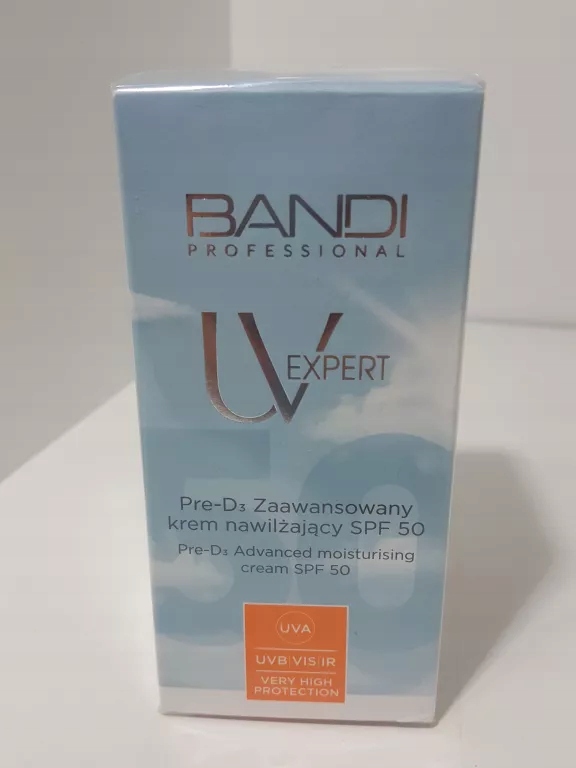 BANDI
PROFESSIONAL
UV EXPERT
50
Pre-D₃ Zaawansowany
krem nawilżający SPF 50
Pre-D₃ Advanced moisturising
cream SPF 50
UVA
UVB|VIS|IR
VERY HIGH
PROTECTION